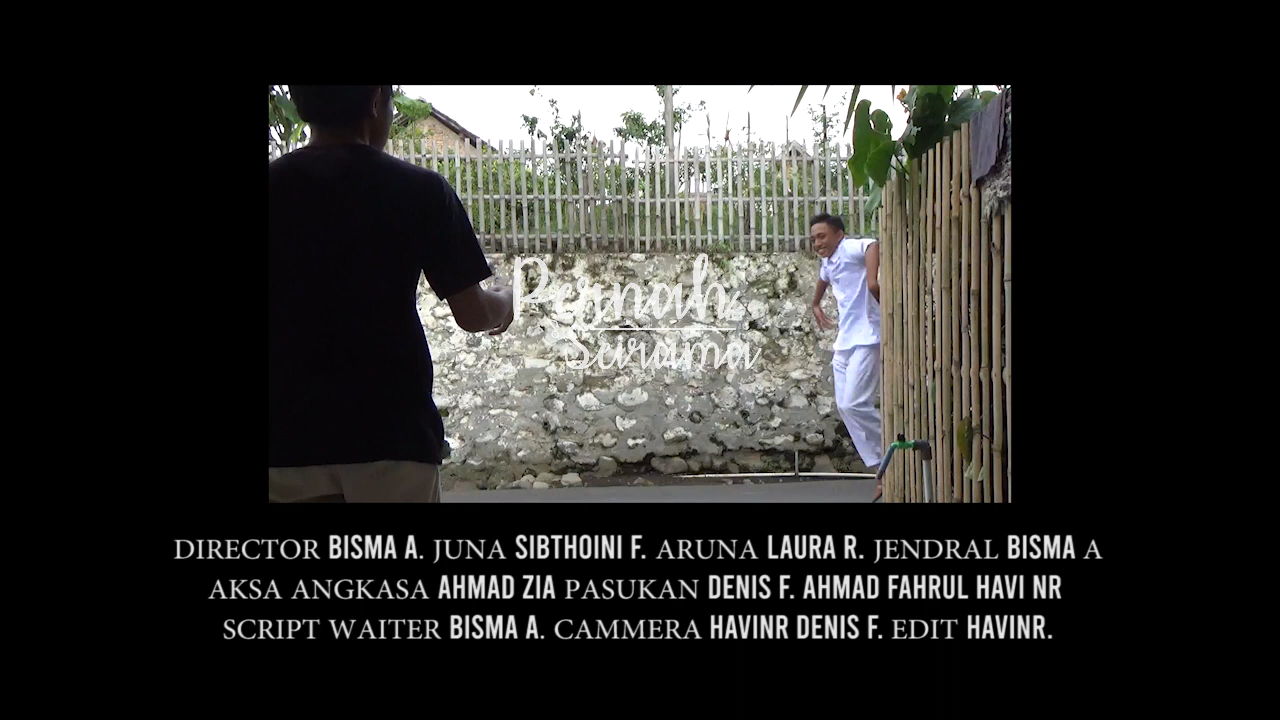 Pernah
Seirama
DIRECTOR BISMA A. JUNA SIBTHOINI F. ARUNA LAURA R. JENDRAL BISMA A
AKSA ANGKASA AHMAD ZIA PASUKAN DENIS F. AHMAD FAHRUL HAVI NR
SCRIPT WAITER BISMA A. CAMMERA HAVINR DENIS F. EDIT HAVINR.